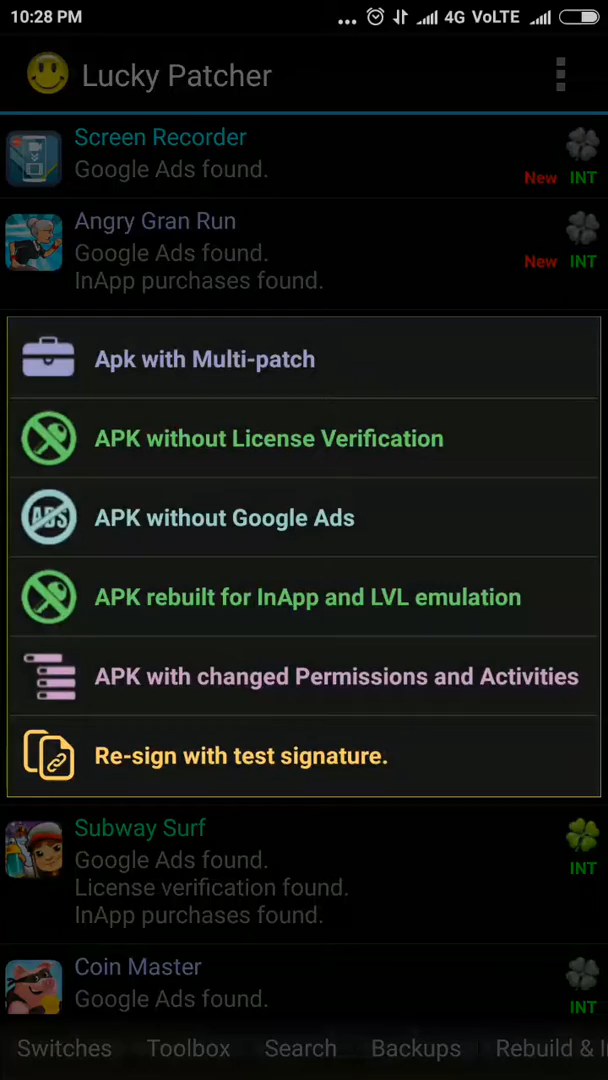 10:28 PM
... 4G VoLTE
Lucky Patcher
Screen Recorder
Google Ads found.
New INT
Angry Gran Run
Google Ads found.
New INT
InApp purchases found.
Apk with Multi-patch
APK without License Verification
ADS
APK without Google Ads
APK rebuilt for InApp and LVL emulation
APK with changed Permissions and Activities
Re-sign with test signature.
Subway Surf
Google Ads found.
INT
License verification found.
InApp purchases found.
Coin Master
Google Ads found.
INT
Switches Toolbox Search Backups Rebuild & I